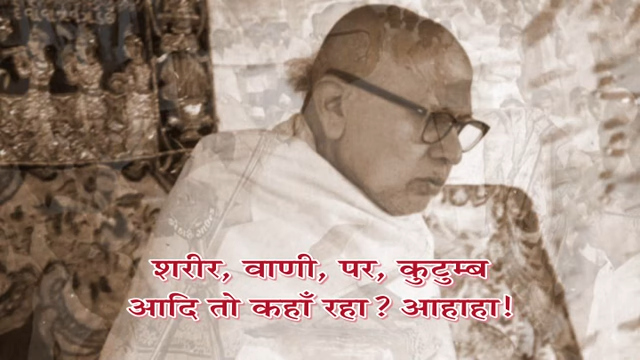 शरीर, वाणी, पर, कुटुम्ब
आदि तो कहाँ रहा? आहाहा!